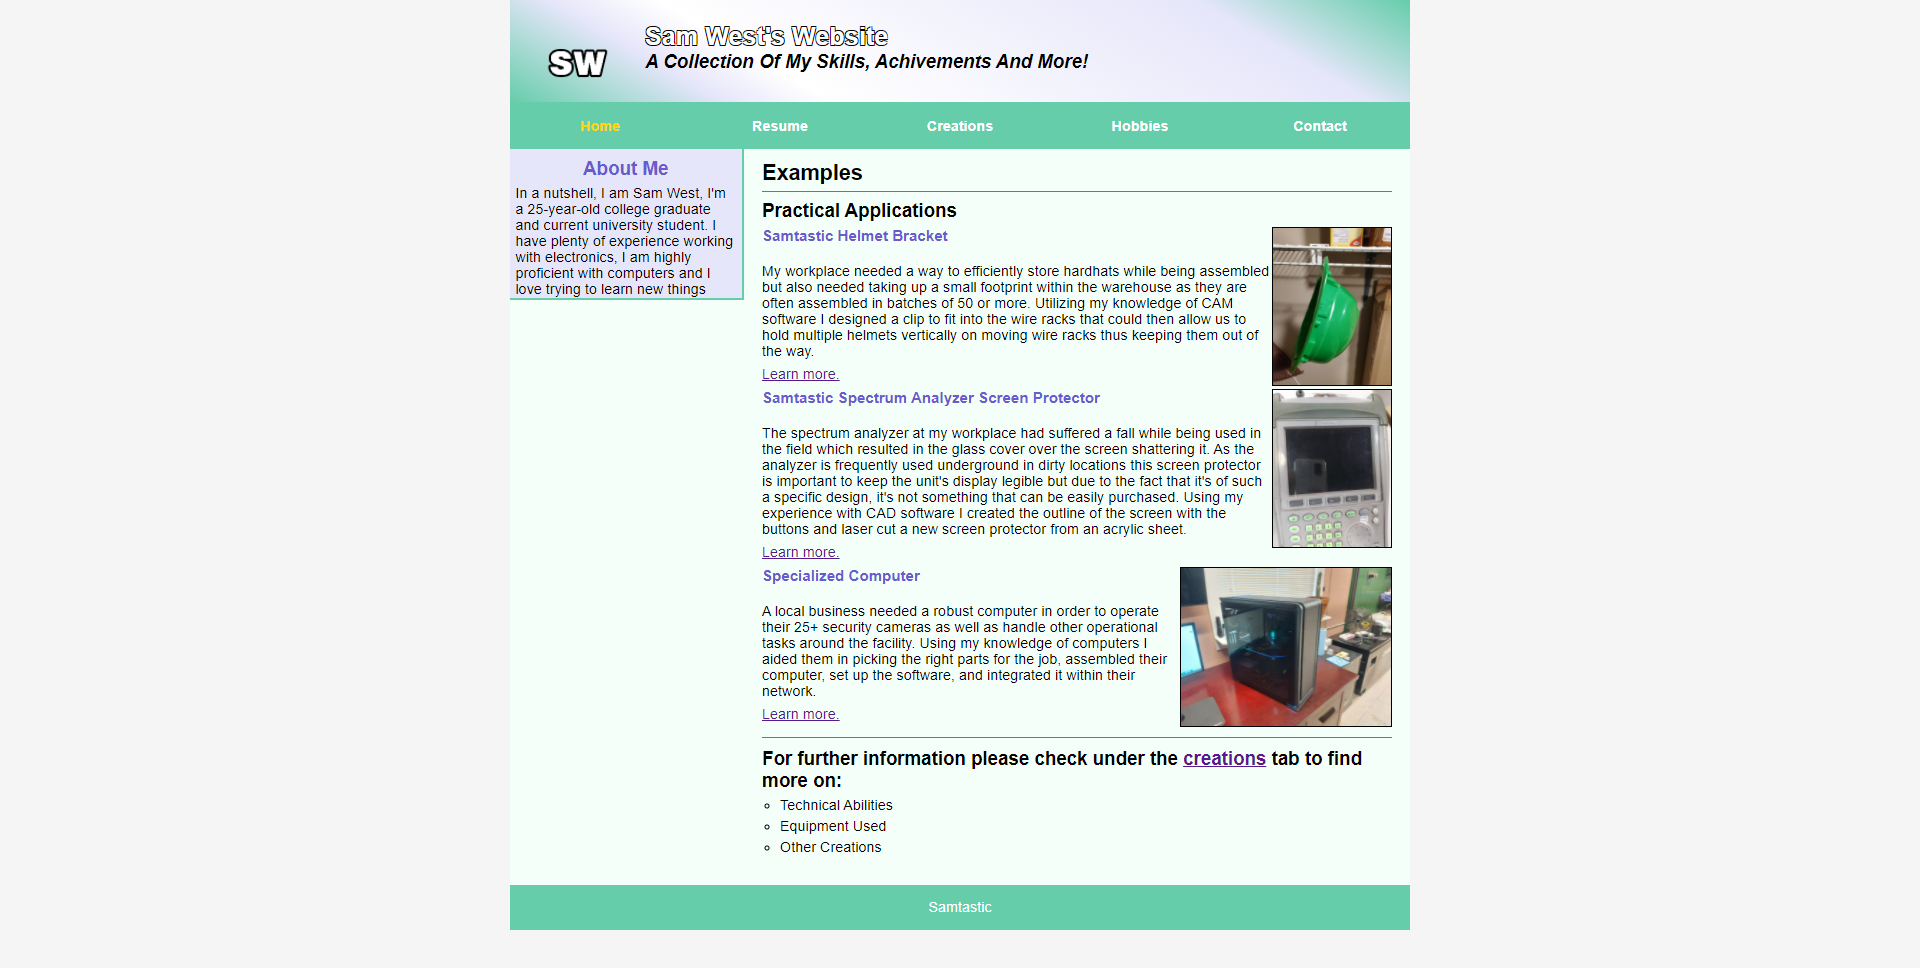 SW
Sam West's Website
A Collection Of My Skills, Achivements And More!
Home Resume Creations Hobbies Contact
About Me
In a nutshell, I am Sam West, I'm
a 25-year-old college graduate
and current university student. I
have plenty of experience working
with electronics, I am highly
proficient with computers and I
love trying to learn new things
Examples
Practical Applications
Samtastic Helmet Bracket
My workplace needed a way to efficiently store hardhats while being assembled
but also needed taking up a small footprint within the warehouse as they are
often assembled in batches of 50 or more. Utilizing my knowledge of CAM
software I designed a clip to fit into the wire racks that could then allow us to
hold multiple helmets vertically on moving wire racks thus keeping them out of
the way.
Learn more.
Samtastic Spectrum Analyzer Screen Protector
The spectrum analyzer at my workplace had suffered a fall while being used in
the field which resulted in the glass cover over the screen shattering it. As the
analyzer is frequently used underground in dirty locations this screen protector
is important to keep the unit's display legible but due to the fact that it's of such
a specific design, it's not something that can be easily purchased. Using my
experience with CAD software I created the outline of the screen with the
buttons and laser cut a new screen protector from an acrylic sheet.
Learn more.
Specialized Computer
A local business needed a robust computer in order to operate
their 25+ security cameras as well as handle other operational
tasks around the facility. Using my knowledge of computers I
aided them in picking the right parts for the job, assembled their
computer, set up the software, and integrated it within their
network.
Learn more.
For further information please check under the creations tab to find
more on:
Technical Abilities
Equipment Used
Other Creations
Samtastic